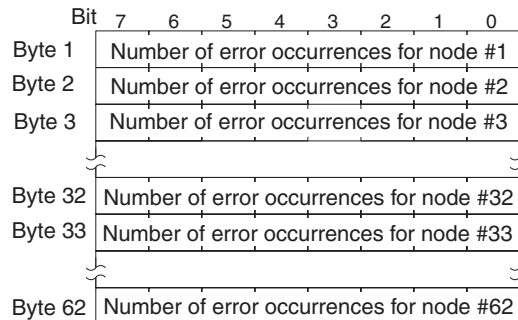 Bit 7 6 5 4 3 2 1 0
Byte 1 Number of error occurrences for node #1
Byte 2 Number of error occurrences for node #2
Byte 3 Number of error occurrences for node #3
Byte 32 Number of error occurrences for node #32
Byte 33 Number of error occurrences for node #33
Byte 62 Number of error occurrences for node #62